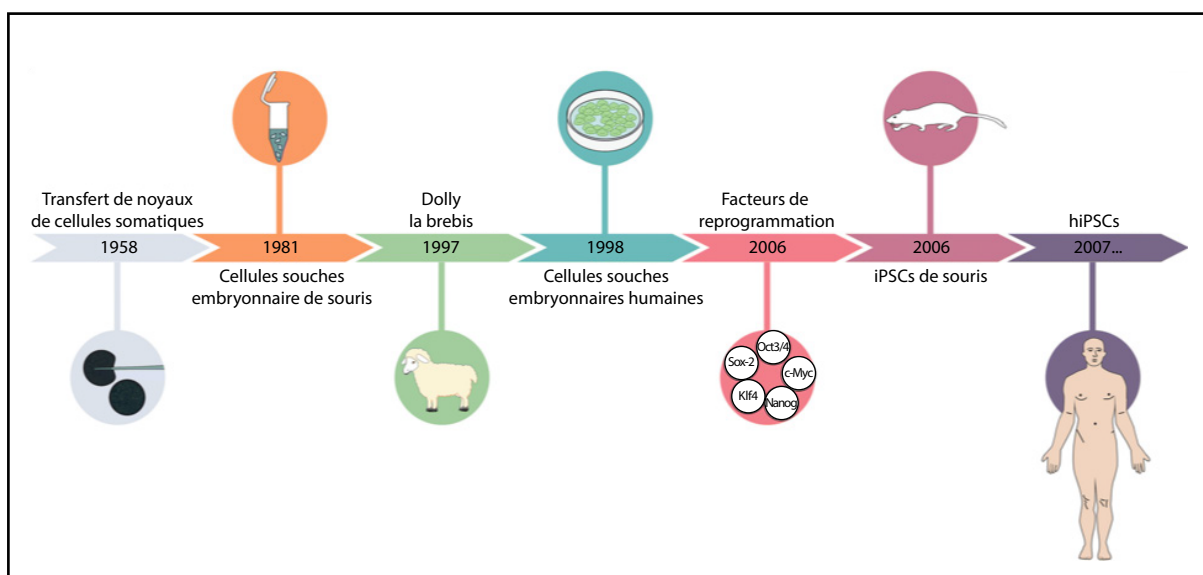 Transfert de noyaux
de cellules somatiques
1958
1981
Cellules souches
embryonnaire de souris
Dolly
la brebis
1997
1998
Cellules souches
embryonnaires humaines
Facteurs de
reprogrammation
2006
Oct3/4
Sox-2
c-Myc
Klf4
Nanog
2006
iPSCs de souris
hiPSCs
2007...